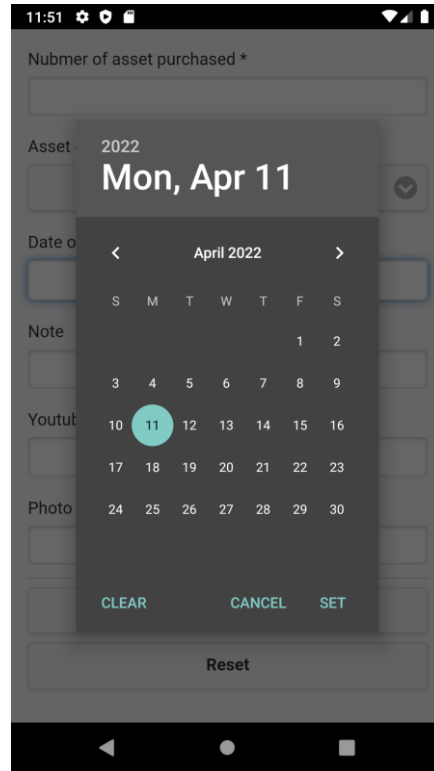 11:51
Nubmer of asset purchased *
Asset
2022
Mon, Apr 11
Date o
April 2022
S M T W T F S
1 2
Note
3 4 5 6 7 8 9
Youtub
10 11 12 13 14 15 16
17 18 19 20 21 22 23
Photo
24 25 26 27 28 29 30
CLEAR CANCEL SET
Reset